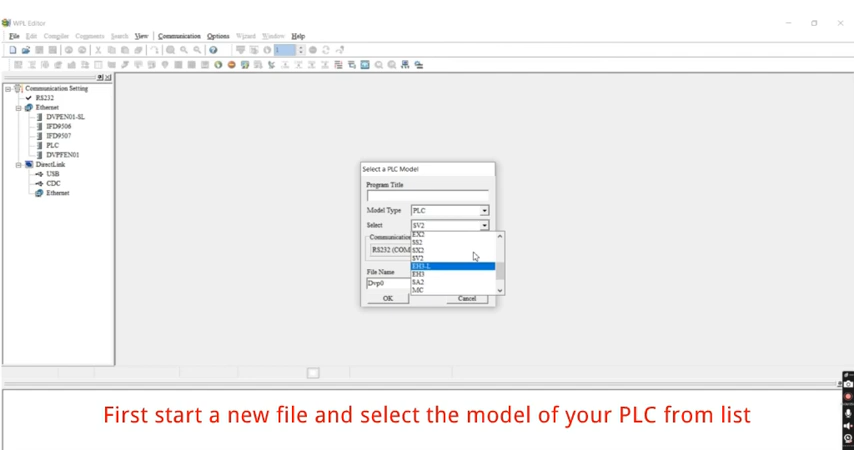 WPL Editor
File Edit Compiler Comments Search View Communication Options Wizard Window Help
Communication Setting
RS232
Ethernet
DVPEN01-SL
IFD9506
IFD9507
PLC
DVPFEN01
DirectLink
USB
CDC
Ethernet
Select a PLC Model
Program Title
Model Type PLC
Select SV2
EX2
SS2
Communication
SX2
RS232 (COM
SV2
EH3-L
File Name
EH3
Dvp0
SA2
MC
OK Cancel
First start a new file and select the model of your PLC from list